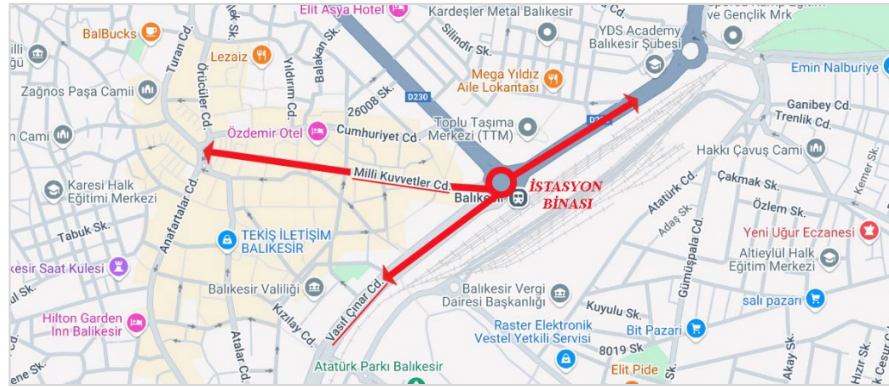 Elit Asya Hotel
Kardeşler Metal Balıkesir
ve Gençlik Mrk
BalBucks
Turan Cd.
Silindir Sk.
YDS Academy
Balıkesir Şubesi
Lezaiz
Örücüler Cd.
Yıldırım Cd.
Mega Yıldız
Aile Lokantası
Emin Nalburiye
Zağnos Paşa Camii
26008 Sk.
D230
Ganibey Cd.
Trenlik Cd.
Özdemir Otel
Cumhuriyet Cd.
Toplu Taşıma
Merkezi (TTM)
Hakkı Çavuş Cami
Karesi Halk
Eğitimi Merkezi
Milli Kuvvetler Cd.
Balıkesir
İSTASYON
BİNASI
Atatürk Cd.
Çakmak Sk.
Kemer Sk.
Özlem Sk.
Tabuk Sk.
Anafartalar Cd.
TEKİŞ İLETİŞİM
BALIKESİR
Adaş Sk.
Yeni Uğur Eczanesi
Altıeylül Halk
Eğitim Merkezi
kesir Saat Kulesi
Balıkesir Valiliği
Vasıf Çınar Cd.
Balıkesir Vergi
Dairesi Başkanlığı
Gümüşpala Cd.
Kuyulu Sk.
salı pazarı
Hilton Garden
Inn Balıkesir
Kızılay Cd.
Atalar Cd.
Raster Elektronik
Vestel Yetkili Servisi
Bit Pazarı
8019 Sk.
Akay Sk.
Hızır Sk.
Atatürk Parkı Balıkesir
Elit Pide